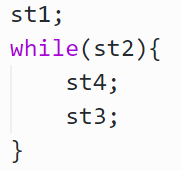 st1;
while(st2){
    st4;
    st3;
}